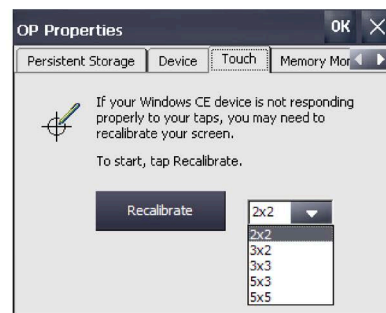 OP Properties OK
Persistent Storage Device Touch Memory Mor
If your Windows CE device is not responding
properly to your taps, you may need to
recalibrate your screen.
To start, tap Recalibrate.
Recalibrate 2x2
2x2
3x2
3x3
5x3
5x5